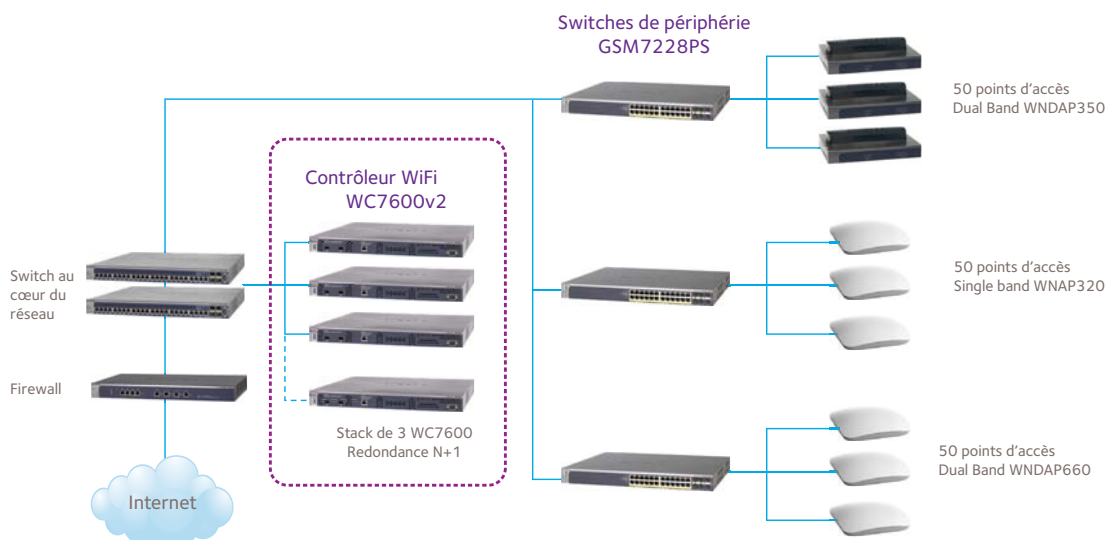 Switches de périphérie
GSM7228PS
50 points d'accès
Dual Band WNDAP350
Contrôleur WiFi
WC7600v2
Switch au
cœur du
réseau
50 points d'accès
Single band WNAP320
Firewall
Stack de 3 WC7600
Redondance N+1
50 points d'accès
Dual Band WNDAP660
Internet